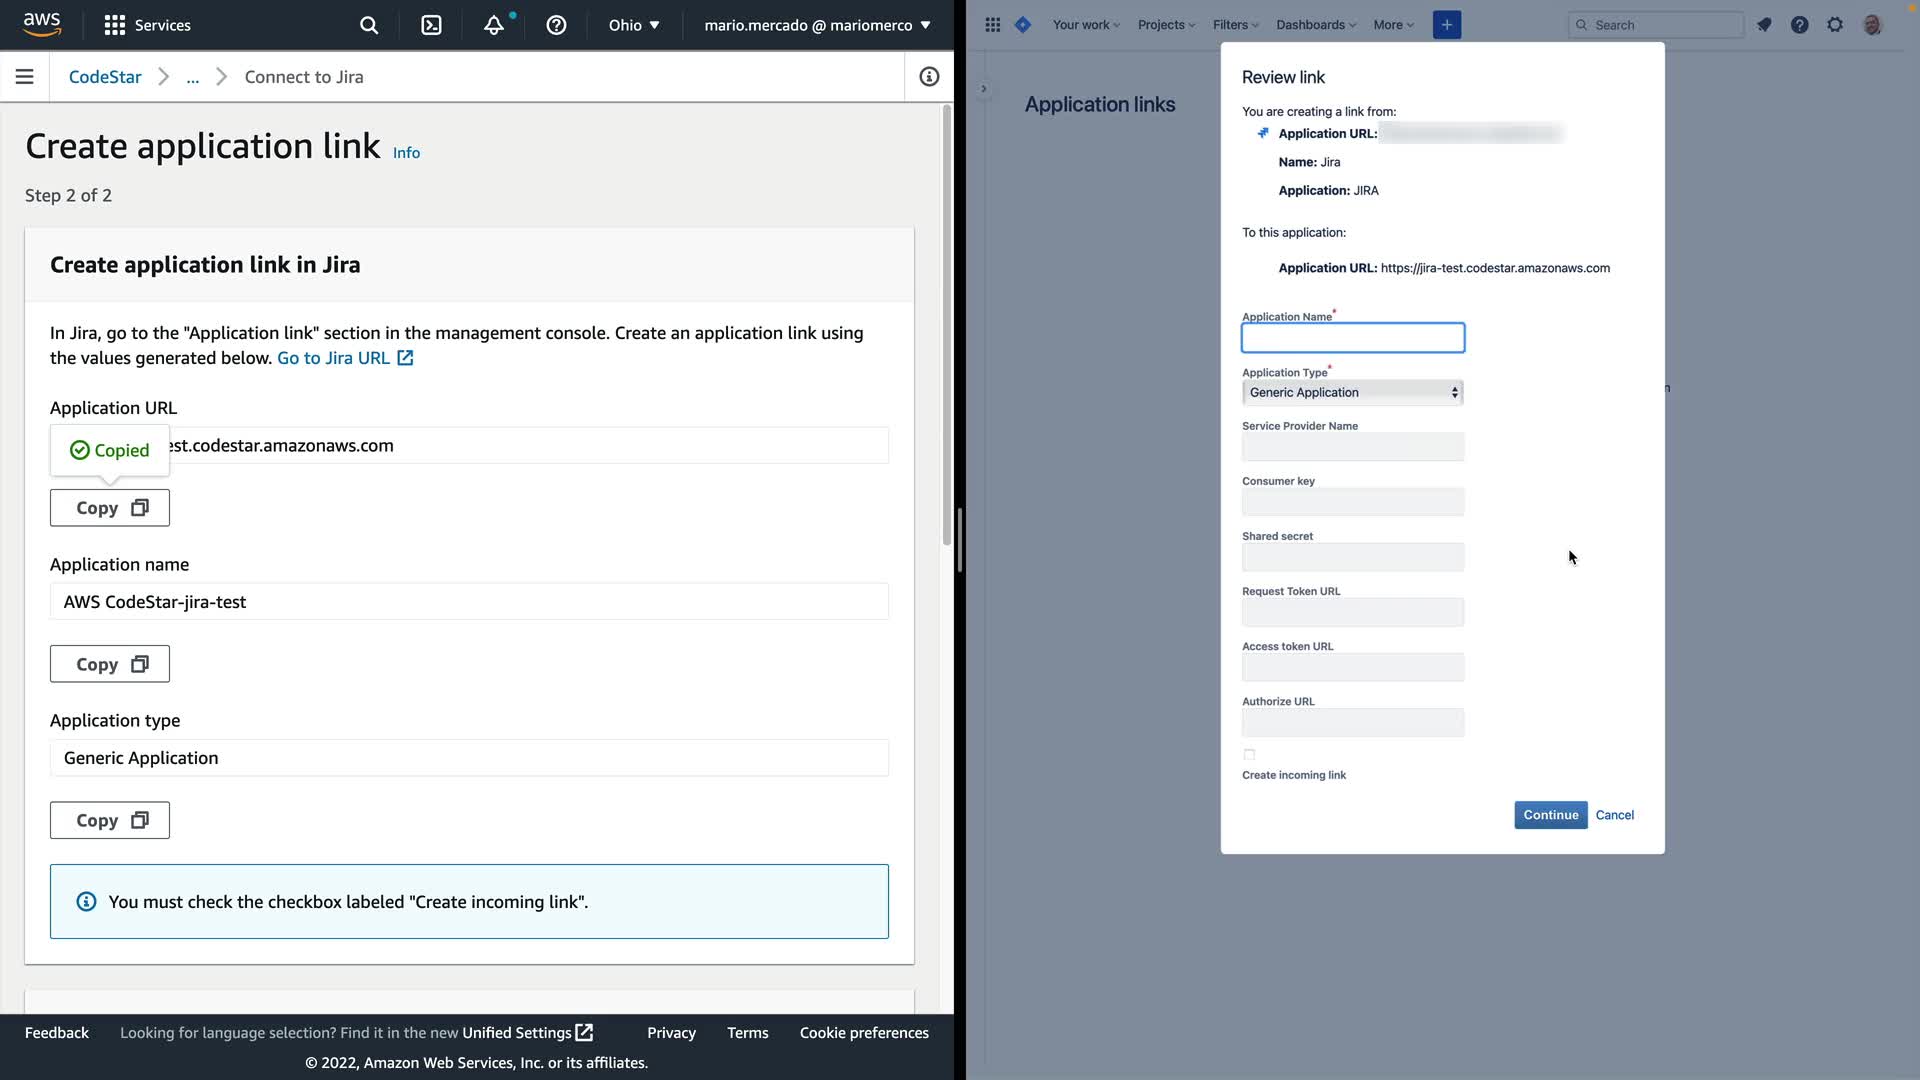 aws
Services
Ohio
mario.mercado @ mariomerco
CodeStar
...
Connect to Jira
Create application link Info
Step 2 of 2
Create application link in Jira
In Jira, go to the "Application link" section in the management console. Create an application link using
the values generated below. Go to Jira URL
Application URL
Copied
est.codestar.amazonaws.com
Copy
Application name
AWS CodeStar-jira-test
Copy
Application type
Generic Application
Copy
You must check the checkbox labeled "Create incoming link".
Feedback
Looking for language selection? Find it in the new Unified Settings
Privacy
Terms
Cookie preferences
© 2022, Amazon Web Services, Inc. or its affiliates.
Your work
Projects
Filters
Dashboards
More
+
Search
Application links
Review link
You are creating a link from:
Application URL:
Name: Jira
Application: JIRA
To this application:
Application URL: https://jira-test.codestar.amazonaws.com
Application Name*
Application Type*
Generic Application
Service Provider Name
Consumer key
Shared secret
Request Token URL
Access token URL
Authorize URL
Create incoming link
Continue
Cancel